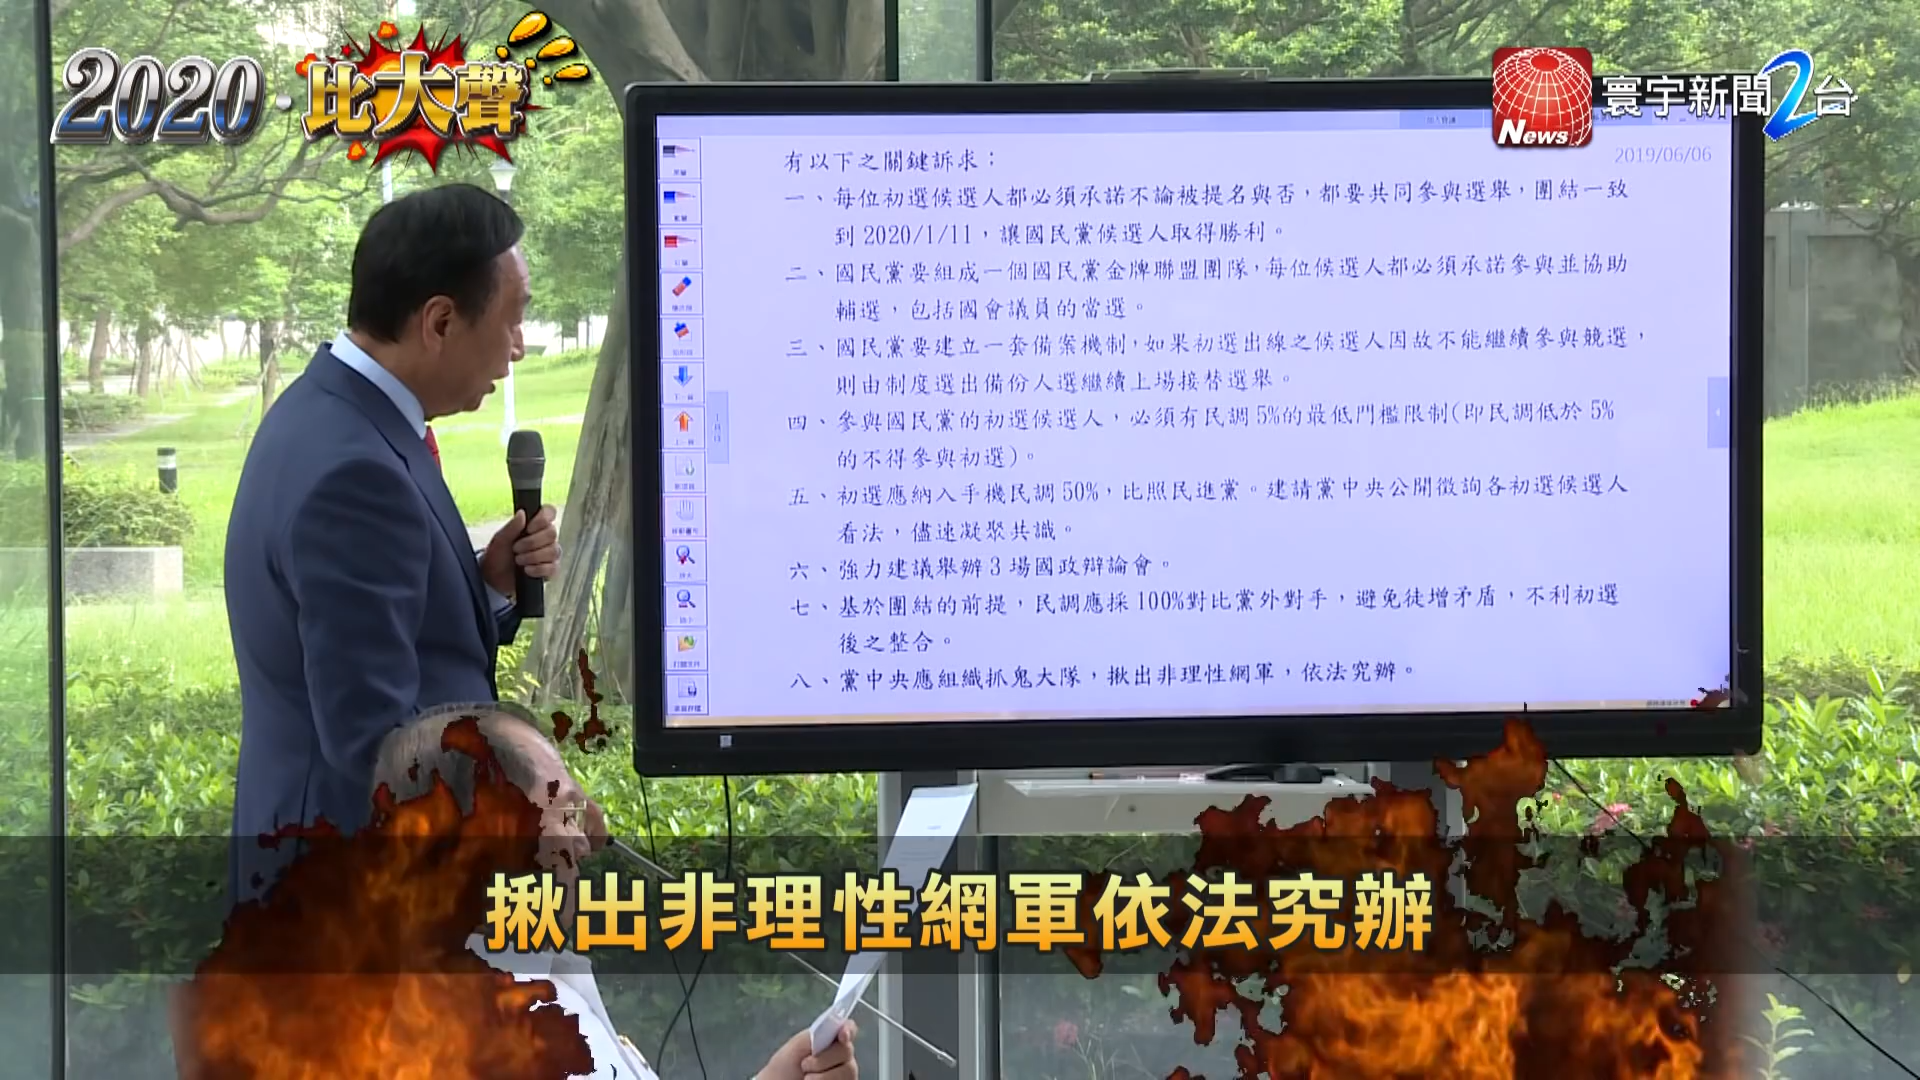 2020·比大聲
News
寰宇新聞2台
2019/06/06
有以下之關鍵訴求：
一、每位初選候選人都必須承諾不論被提名與否，都要共同參與選舉，團結一致
到2020/1/11，讓國民黨候選人取得勝利。
二、國民黨要組成一個國民黨金牌聯盟團隊，每位候選人都必須承諾參與並協助
輔選，包括國會議員的當選。
三、國民黨要建立一套備案機制，如果初選出線之候選人因故不能繼續參與競選，
則由制度選出備份人選繼續上場接替選舉。
四、參與國民黨的初選候選人，必須有民調5%的最低門檻限制(即民調低於5%
的不得參與初選)。
五、初選應納入手機民調50%，比照民進黨。建請黨中央公開徵詢各初選候選人
看法，儘速凝聚共識。
六、強力建議舉辦3場國政辯論會。
七、基於團結的前提，民調應採100%對比黨外對手，避免徒增矛盾，不利初選
後之整合。
八、黨中央應組織抓鬼大隊，揪出非理性網軍，依法究辦。
揪出非理性網軍依法究辦